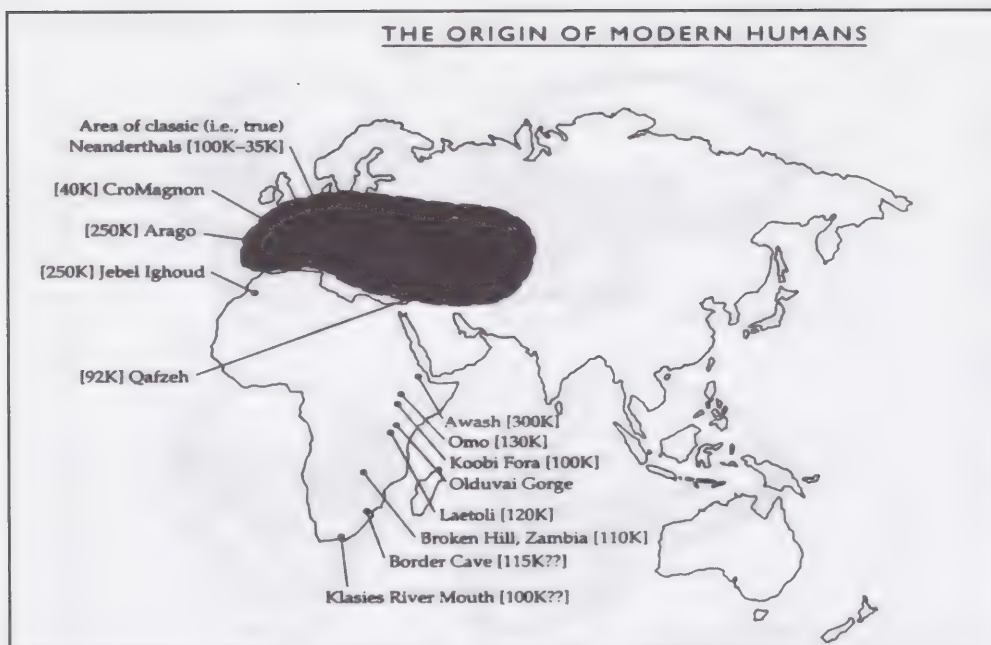 THE ORIGIN OF MODERN HUMANS
Area of classic (i.e., true)
Neanderthals [100K–35K]
[40K] CroMagnon
[250K] Arago
[250K] Jebel Ighoud
[92K] Qafzeh
Awash [300K]
Omo [130K]
Koobi Fora [100K]
Olduvai Gorge
Laetoli [120K]
Broken Hill, Zambia [110K]
Border Cave [115K??]
Klasies River Mouth [100K??]